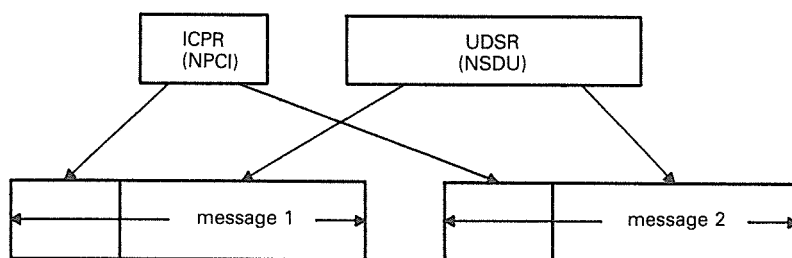 ICPR
(NPCI)
UDSR
(NSDU)
message 1
message 2